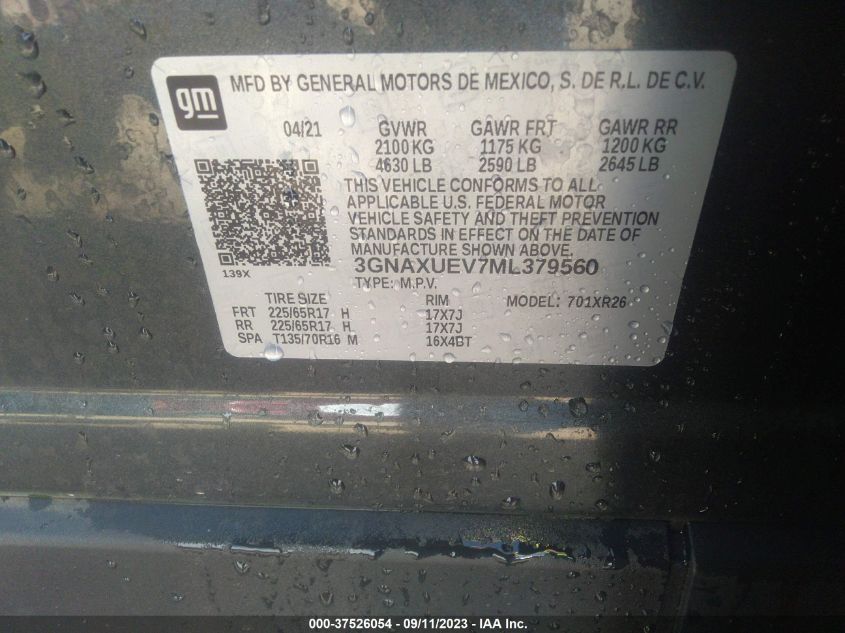 gm
MFD BY GENERAL MOTORS DE MEXICO, S. DE R.L. DE C.V.
04/21 GVWR GAWR FRT GAWR RR
2100 KG 1175 KG 1200 KG
4630 LB 2590 LB 2645 LB
THIS VEHICLE CONFORMS TO ALL
APPLICABLE U.S. FEDERAL MOTOR
VEHICLE SAFETY AND THEFT PREVENTION
STANDARDS IN EFFECT ON THE DATE OF
MANUFACTURE SHOWN ABOVE.
139X
3GNAXUEV7ML379560
TYPE: M.P.V. MODEL: 701XR26
TIRE SIZE RIM
FRT 225/65R17 H 17X7J
RR 225/65R17 H 17X7J
SPA T135/70R16 M 16X4BT
000-37526054 - 09/11/2023 - IAA Inc.